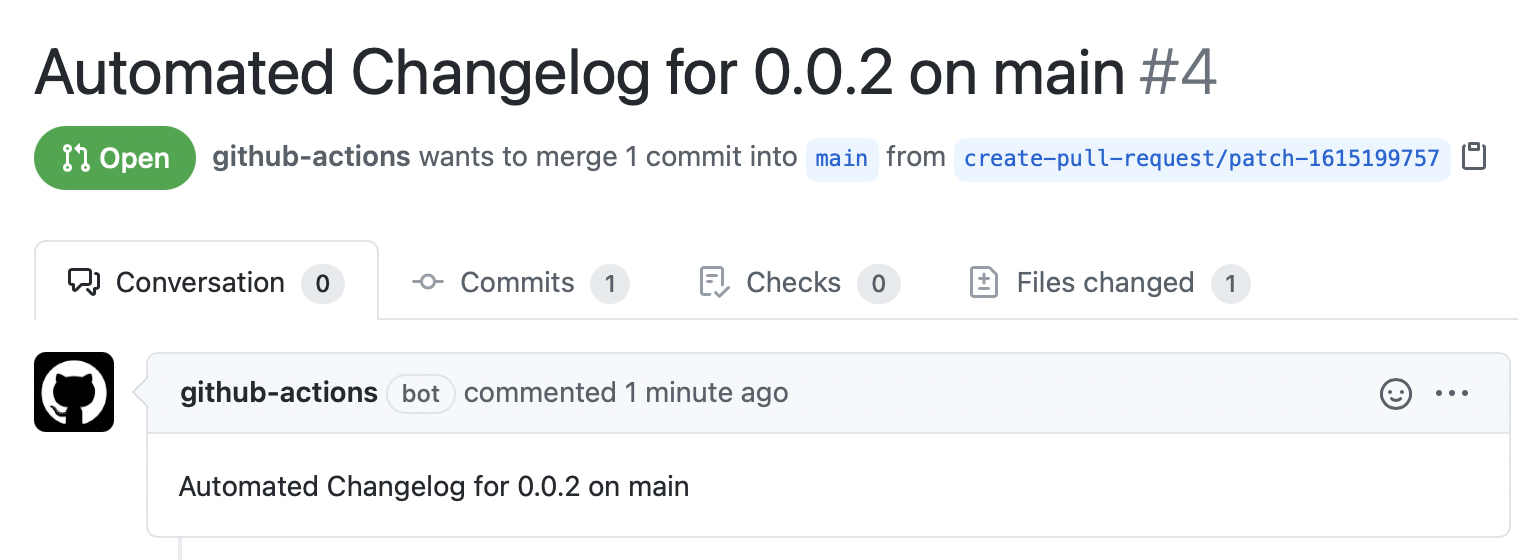 Automated Changelog for 0.0.2 on main #4
Open github-actions wants to merge 1 commit into main from create-pull-request/patch-1615199757
Conversation 0 Commits 1 Checks 0 Files changed 1
github-actions bot commented 1 minute ago
Automated Changelog for 0.0.2 on main